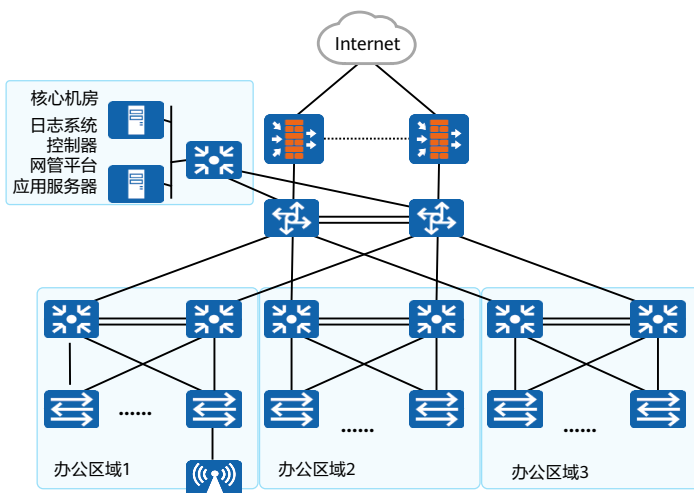 Internet
核心机房
日志系统
控制器
网管平台
应用服务器
......
......
......
办公区域1
办公区域2
办公区域3